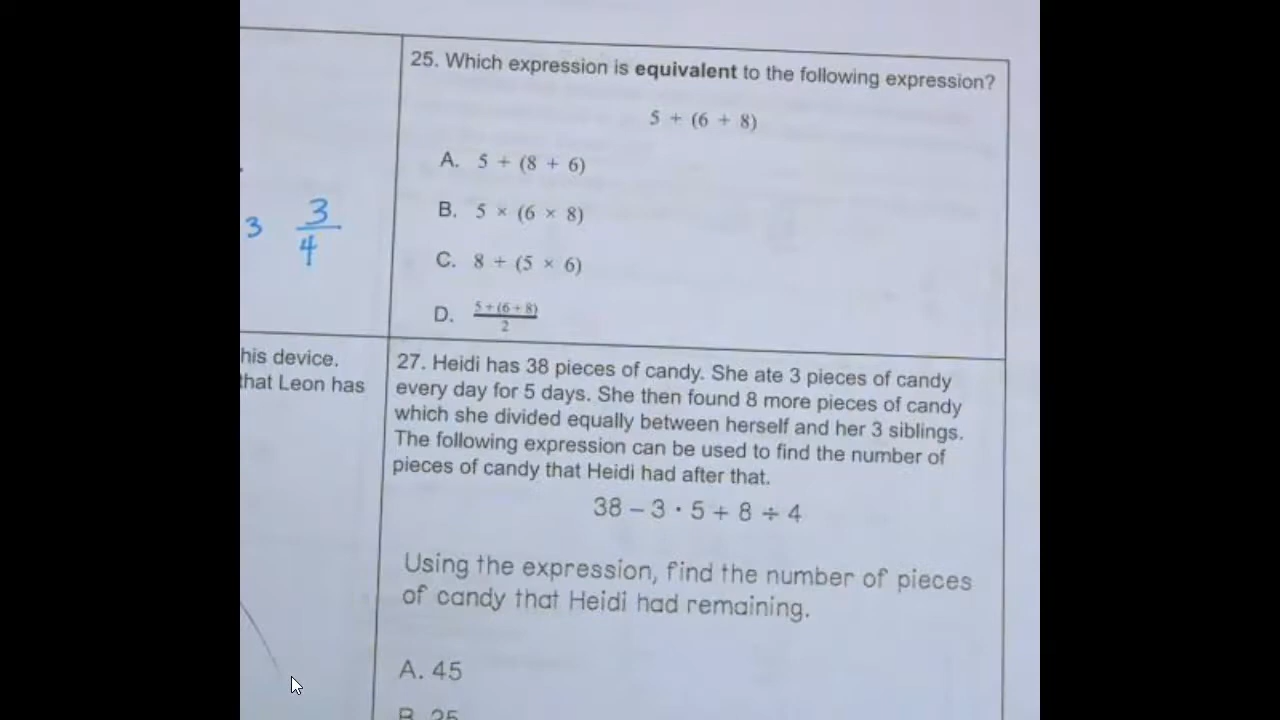 25. Which expression is equivalent to the following expression?
5 + (6 + 8)
A. 5 + (8 + 6)
B. 5 × (6 × 8)
C. 8 + (5 × 6)
D. 5 + (6 + 8)
2
3 3
4
his device.
that Leon has
27. Heidi has 38 pieces of candy. She ate 3 pieces of candy
every day for 5 days. She then found 8 more pieces of candy
which she divided equally between herself and her 3 siblings.
The following expression can be used to find the number of
pieces of candy that Heidi had after that.
38 – 3 · 5 + 8 ÷ 4
Using the expression, find the number of pieces
of candy that Heidi had remaining.
A. 45
B. 25